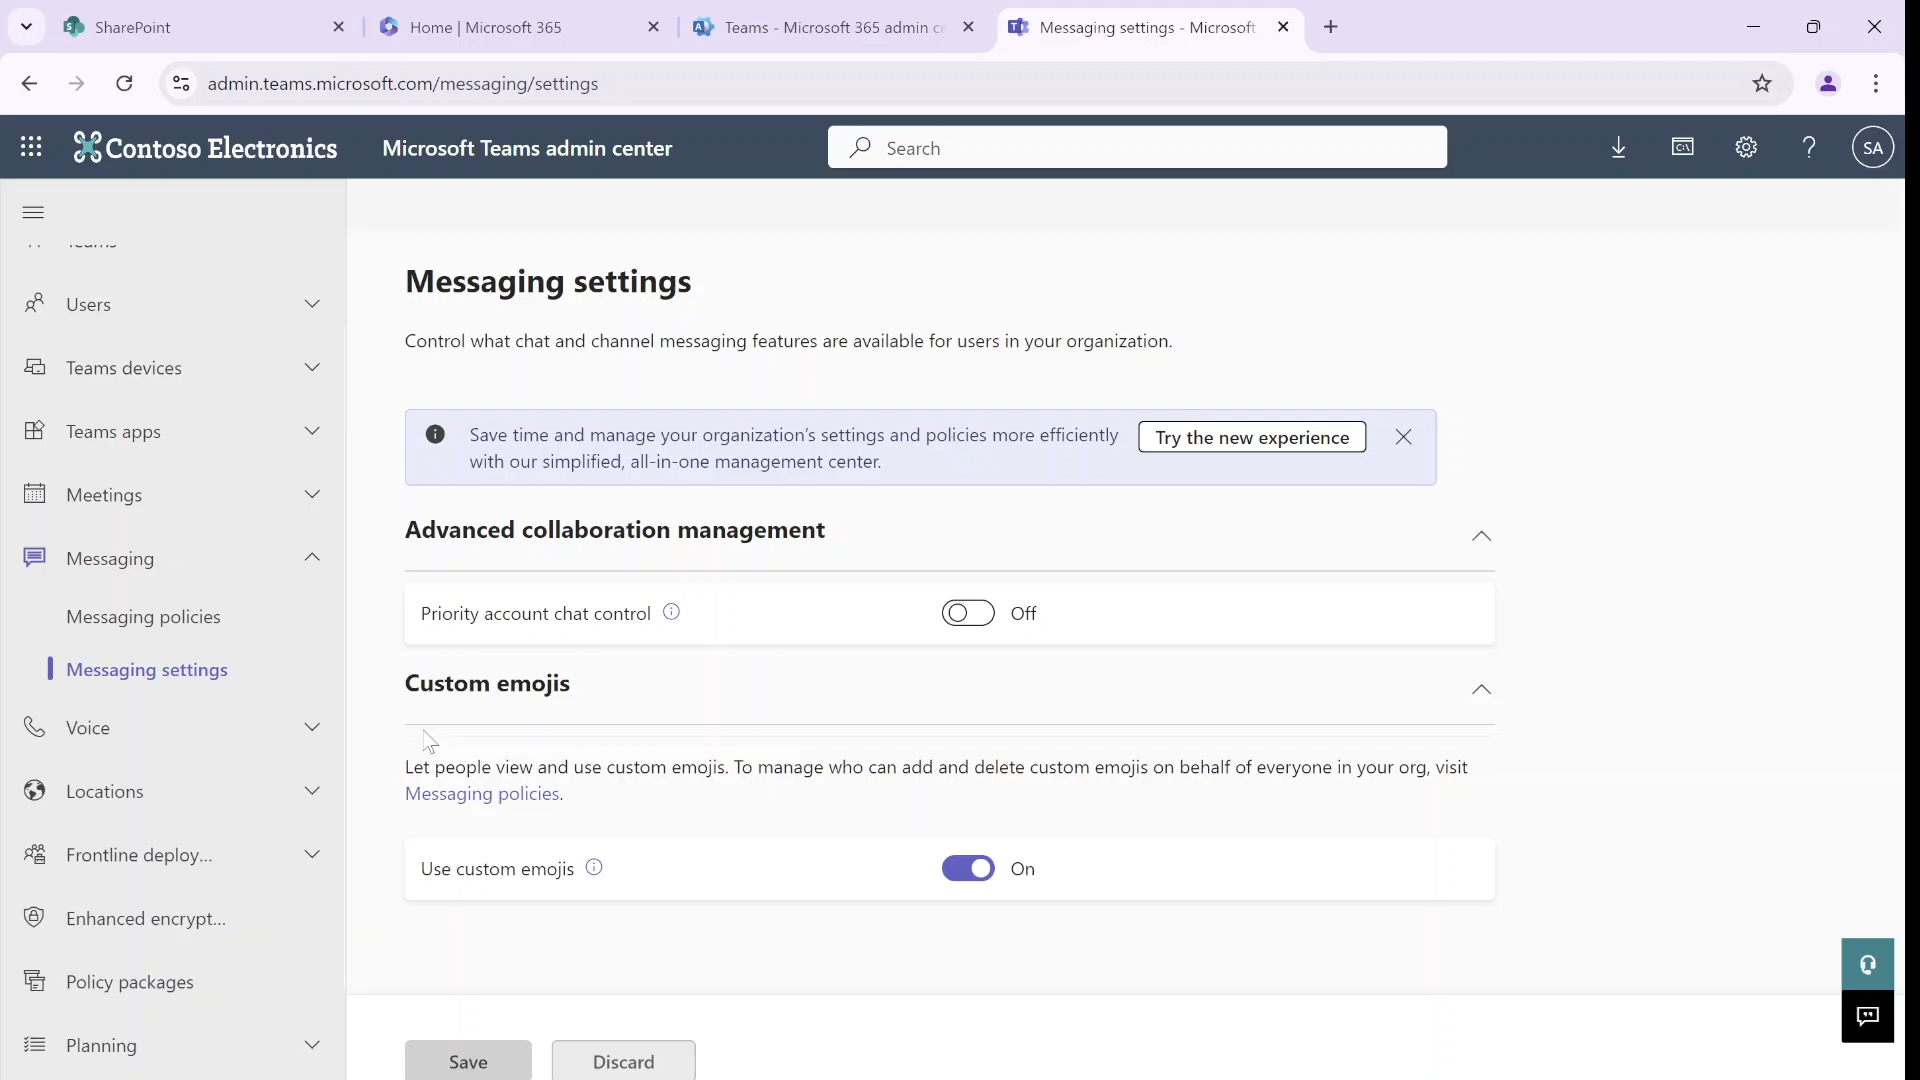 SharePoint
Home | Microsoft 365
Teams - Microsoft 365 admin ce
Messaging settings - Microsoft
admin.teams.microsoft.com/messaging/settings
Contoso Electronics
Microsoft Teams admin center
Search
SA
Teams
Users
Teams devices
Teams apps
Meetings
Messaging
Messaging policies
Messaging settings
Voice
Locations
Frontline deploy...
Enhanced encrypt...
Policy packages
Planning
Messaging settings
Control what chat and channel messaging features are available for users in your organization.
Save time and manage your organization's settings and policies more efficiently
with our simplified, all-in-one management center.
Try the new experience
Advanced collaboration management
Priority account chat control
Off
Custom emojis
Let people view and use custom emojis. To manage who can add and delete custom emojis on behalf of everyone in your org, visit
Messaging policies.
Use custom emojis
On
Save
Discard